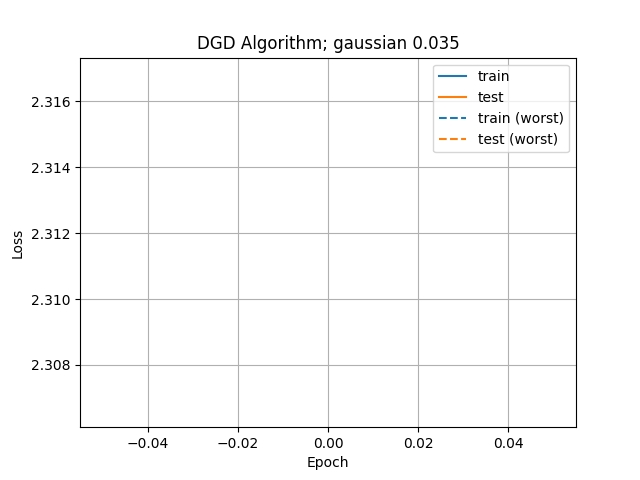 DGD Algorithm; gaussian 0.035
train
test
train (worst)
test (worst)
2.316
2.314
2.312
2.310
2.308
Loss
−0.04
−0.02
0.00
0.02
0.04
Epoch